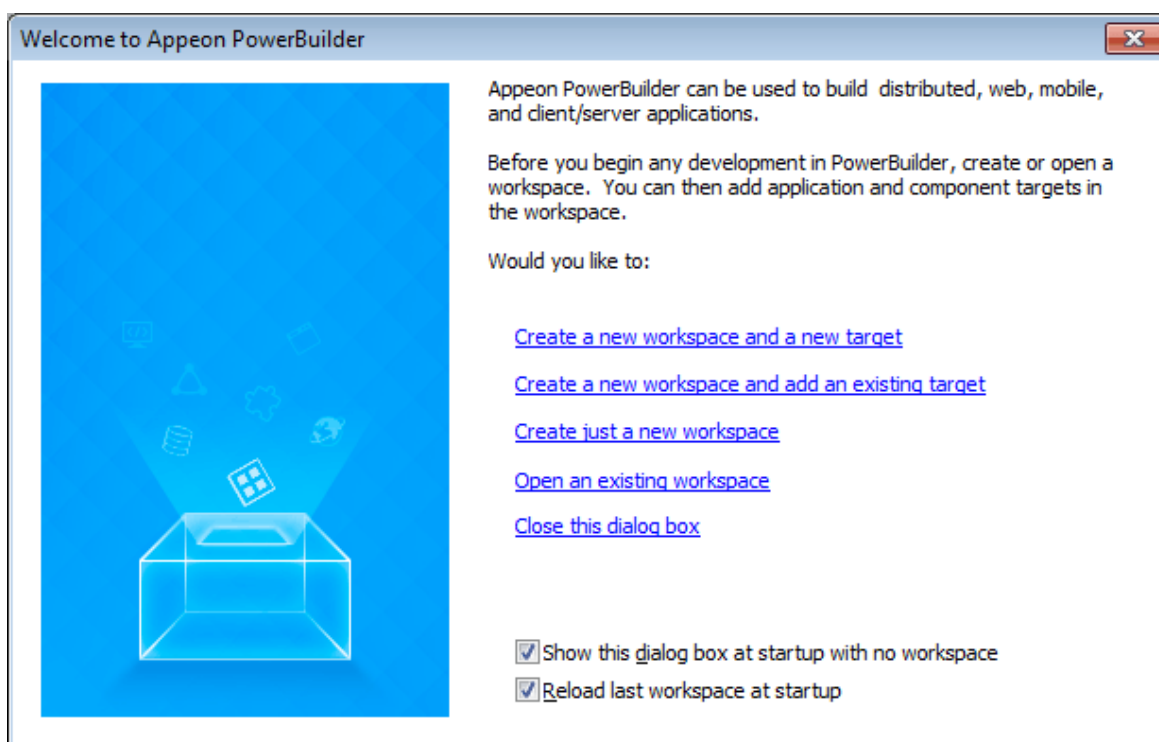 Welcome to Appeon PowerBuilder
Appeon PowerBuilder can be used to build  distributed, web, mobile,
and client/server applications.
Before you begin any development in PowerBuilder, create or open a
workspace.  You can then add application and component targets in
the workspace.
Would you like to:
Create a new workspace and a new target
Create a new workspace and add an existing target
Create just a new workspace
Open an existing workspace
Close this dialog box
Show this dialog box at startup with no workspace
Reload last workspace at startup